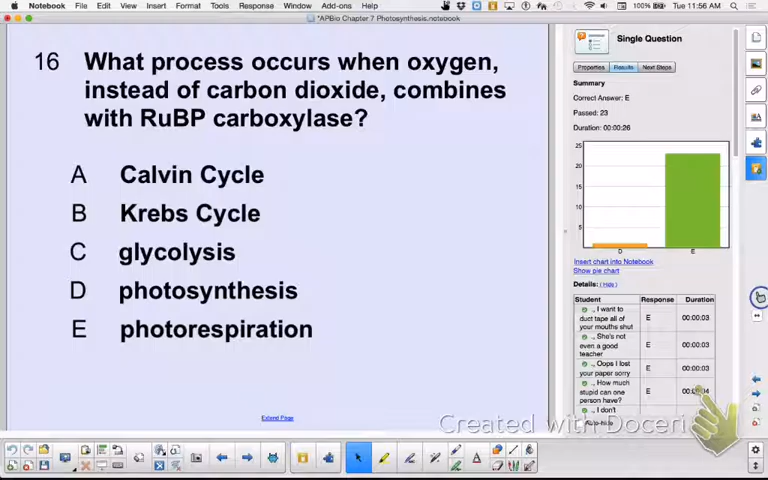 Notebook File Edit View Insert Format Tools Response Window Add-ons Help 100% Tue 11:56 AM
*APBio Chapter 7 Photosynthesis.notebook
16 What process occurs when oxygen,
instead of carbon dioxide, combines
with RuBP carboxylase?
A Calvin Cycle
B Krebs Cycle
C glycolysis
D photosynthesis
E photorespiration
Extend Page
Single Question
Properties Results Next Steps
Summary
Correct Answer: E
Passed: 23
Duration: 00:00:26
25
20
15
10
5
D E
Insert chart into Notebook
Show pie chart
Details: ( Hide )
Student Response Duration
., I want to
duct tape all of
your mouths shut
E 00:00:03
., She's not
even a good
teacher
E 00:00:03
., Oops I lost
your paper sorry
E 00:00:03
., How much
stupid can one
person have?
E 00:00:04
., I don't
Auto-hide
Created with Doceri